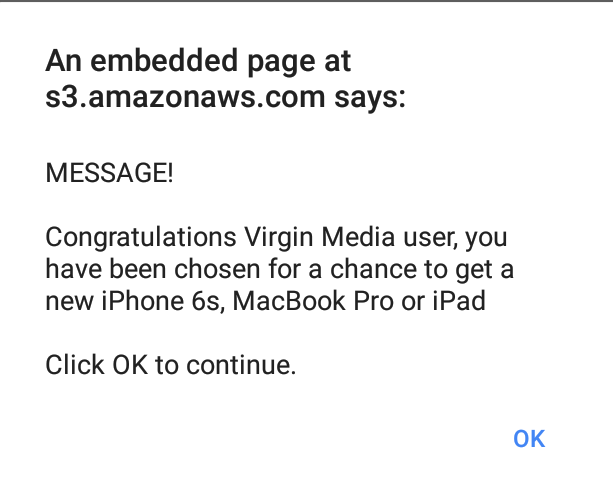 An embedded page at
s3.amazonaws.com says:
MESSAGE!
Congratulations Virgin Media user, you
have been chosen for a chance to get a
new iPhone 6s, MacBook Pro or iPad
Click OK to continue.
OK